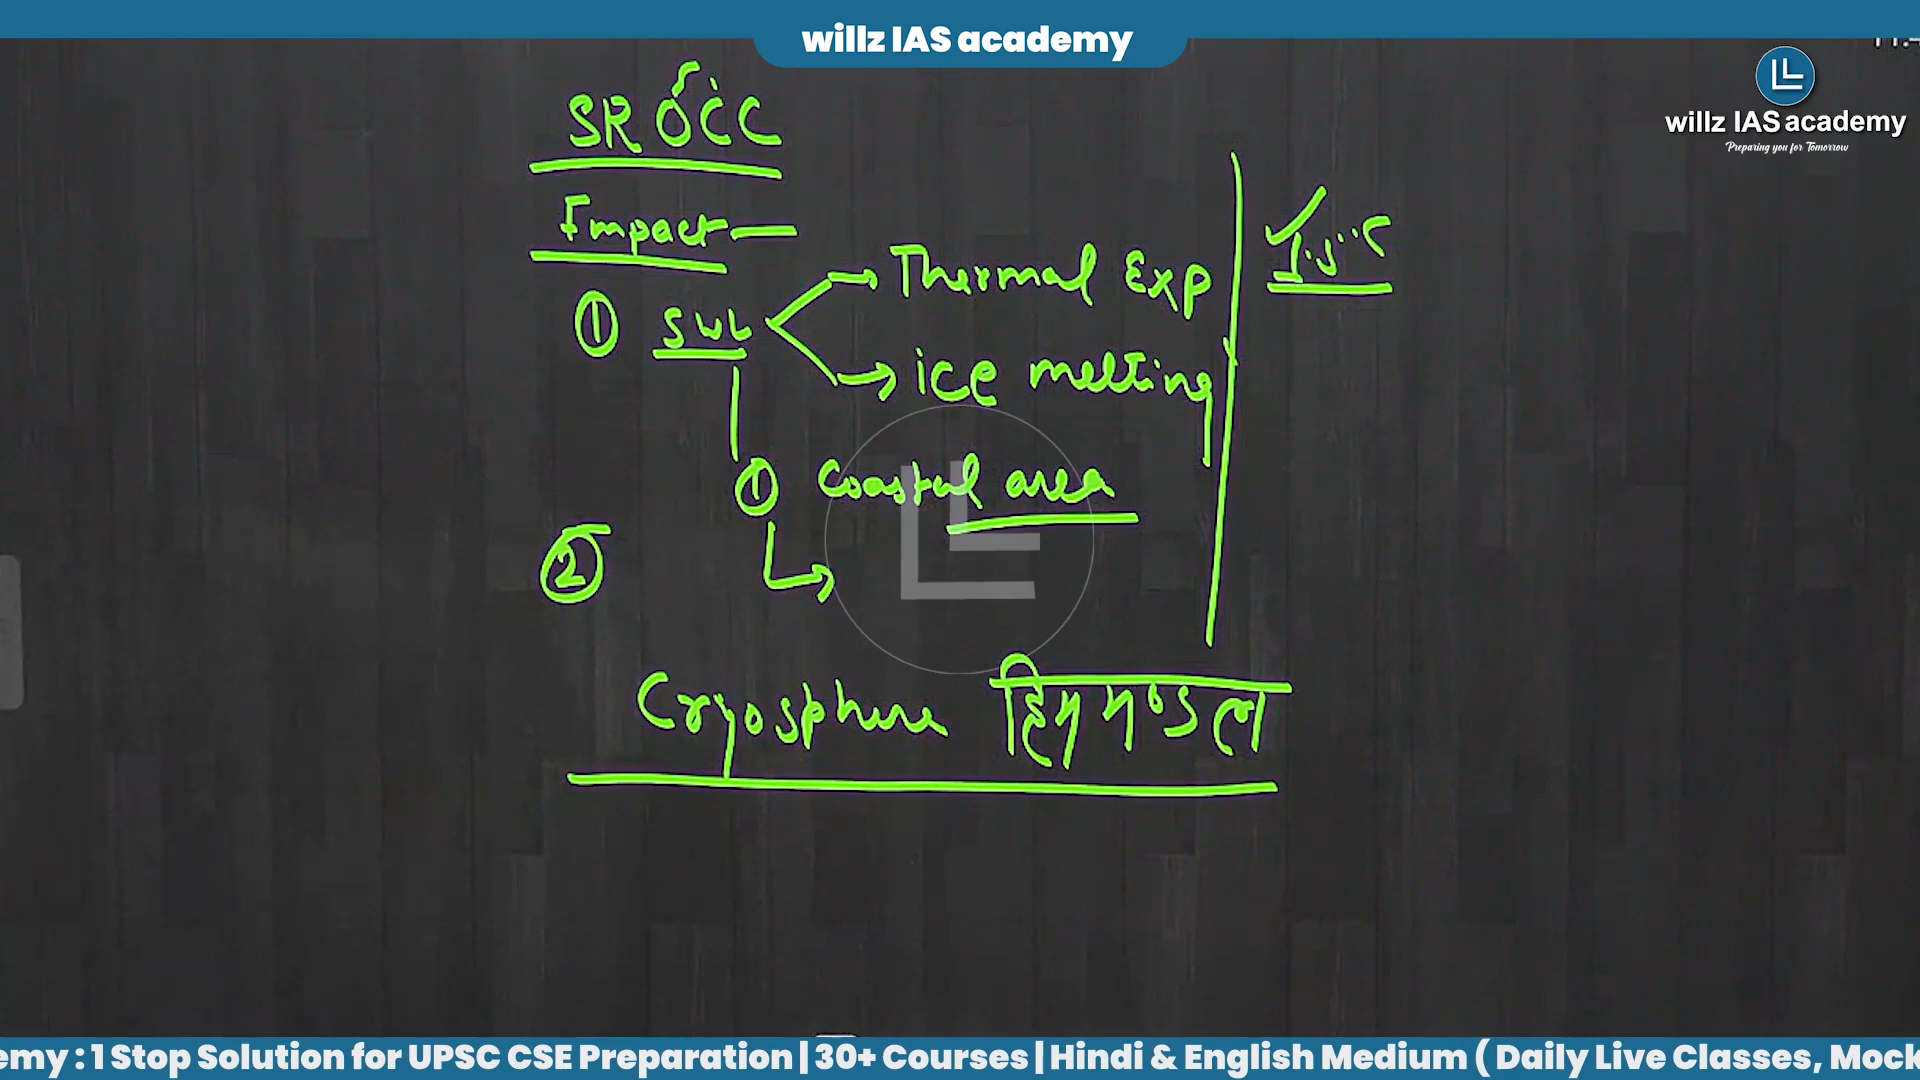 willz IAS academy
willz IAS academy
Preparing you for Tomorrow
SROCC
Impact —
① SWL → Thermal Exp
→ ice melting
① Coastal area
②
Cryosphere हिममण्डल
emy : 1 Stop Solution for UPSC CSE Preparation | 30+ Courses | Hindi & English Medium ( Daily Live Classes, Mock